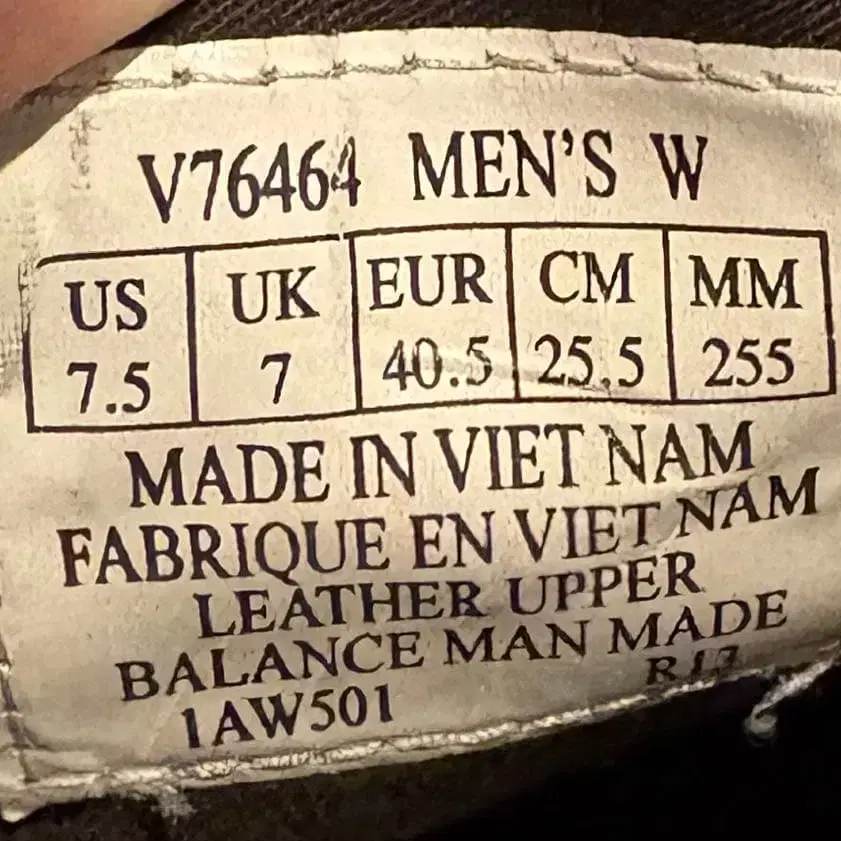 V76464 MEN'S W
US UK EUR CM MM
7.5 7 40.5 25.5 255
MADE IN VIET NAM
FABRIQUE EN VIET NAM
LEATHER UPPER
BALANCE MAN MADE
1AW501